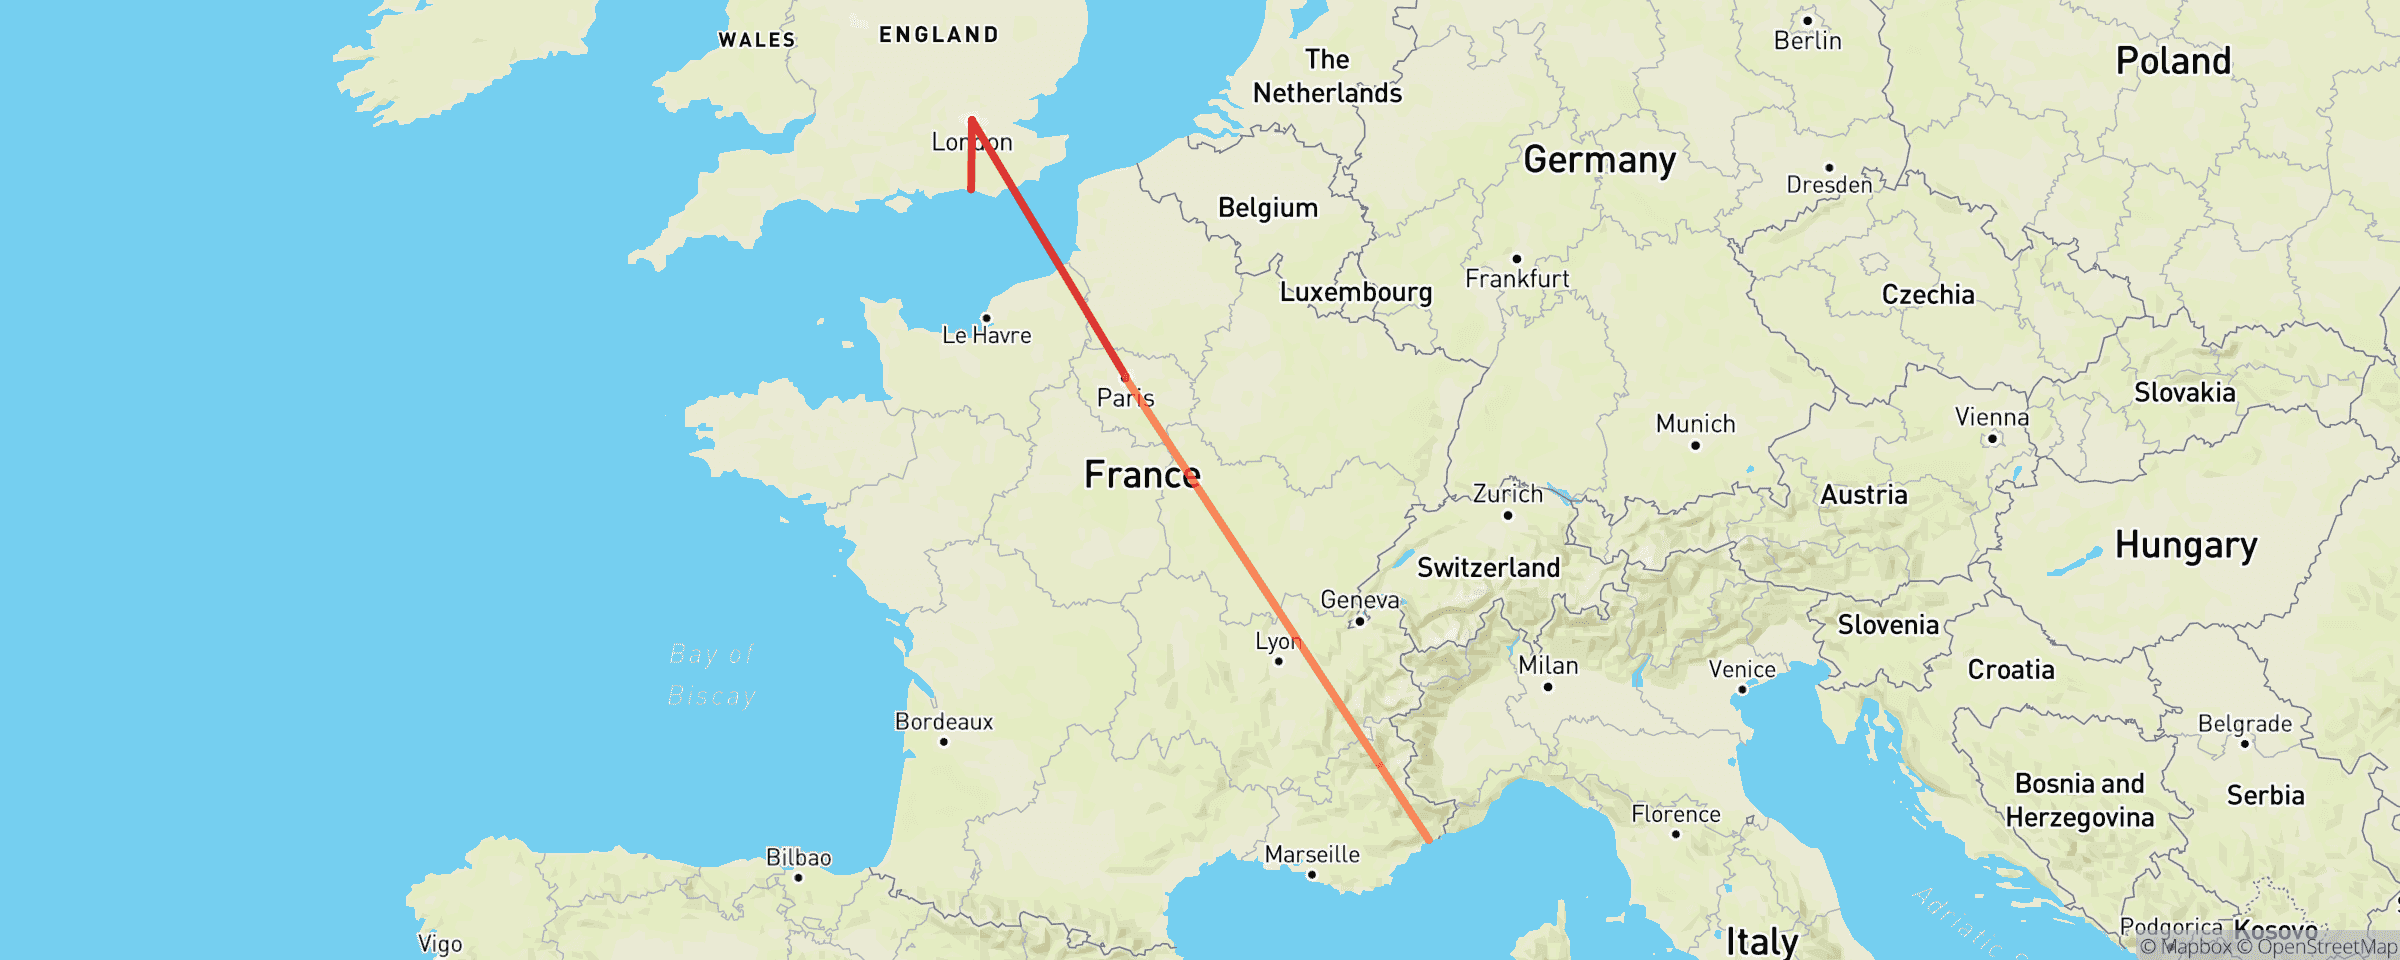 WALES
ENGLAND
The
Netherlands
Berlin
Poland
London
Germany
Dresden
Belgium
Frankfurt
Luxembourg
Czechia
Le Havre
Paris
Slovakia
Munich
Vienna
France
Zurich
Austria
Hungary
Switzerland
Geneva
Slovenia
Lyon
Bay of
Biscay
Milan
Venice
Croatia
Bordeaux
Belgrade
Bosnia and
Herzegovina
Serbia
Florence
Marseille
Bilbao
Adriatic
Vigo
Italy
Podgorica
Kosovo
© Mapbox © OpenStreetMap